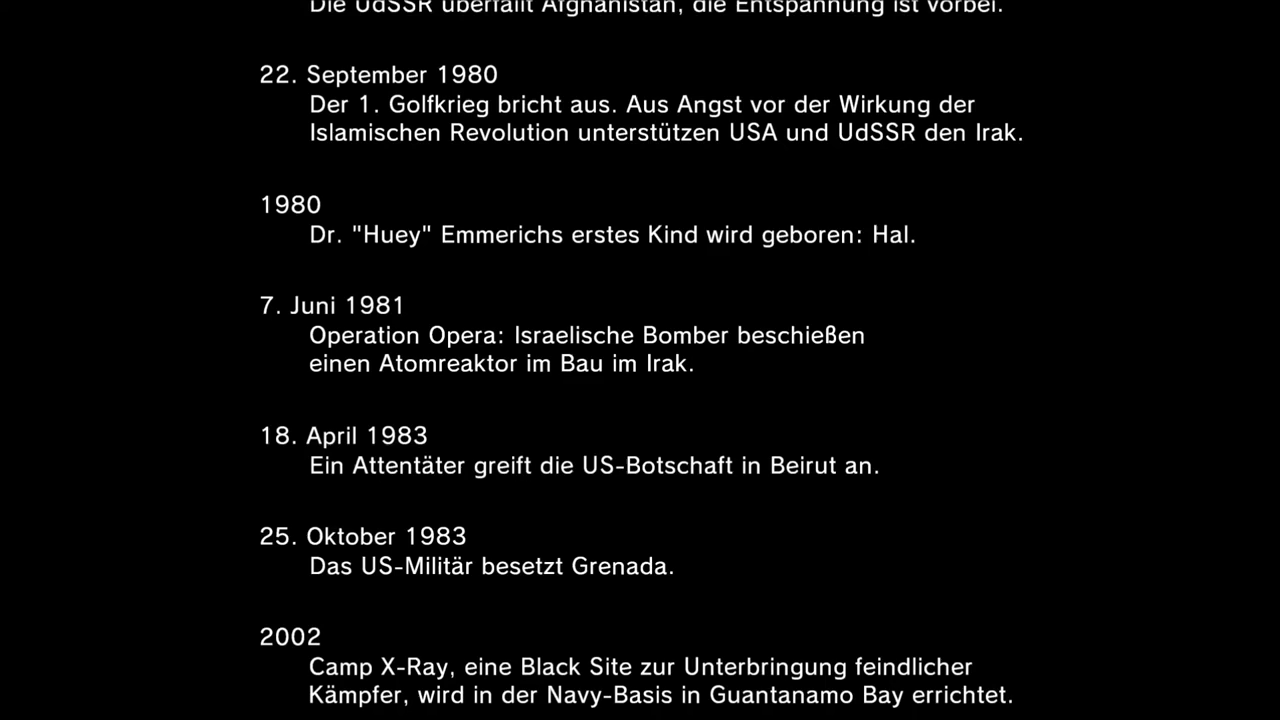 Die UdSSR überfällt Afghanistan, die Entspannung ist vorbei.
22. September 1980
Der 1. Golfkrieg bricht aus. Aus Angst vor der Wirkung der
Islamischen Revolution unterstützen USA und UdSSR den Irak.
1980
Dr. "Huey" Emmerichs erstes Kind wird geboren: Hal.
7. Juni 1981
Operation Opera: Israelische Bomber beschießen
einen Atomreaktor im Bau im Irak.
18. April 1983
Ein Attentäter greift die US-Botschaft in Beirut an.
25. Oktober 1983
Das US-Militär besetzt Grenada.
2002
Camp X-Ray, eine Black Site zur Unterbringung feindlicher
Kämpfer, wird in der Navy-Basis in Guantanamo Bay errichtet.